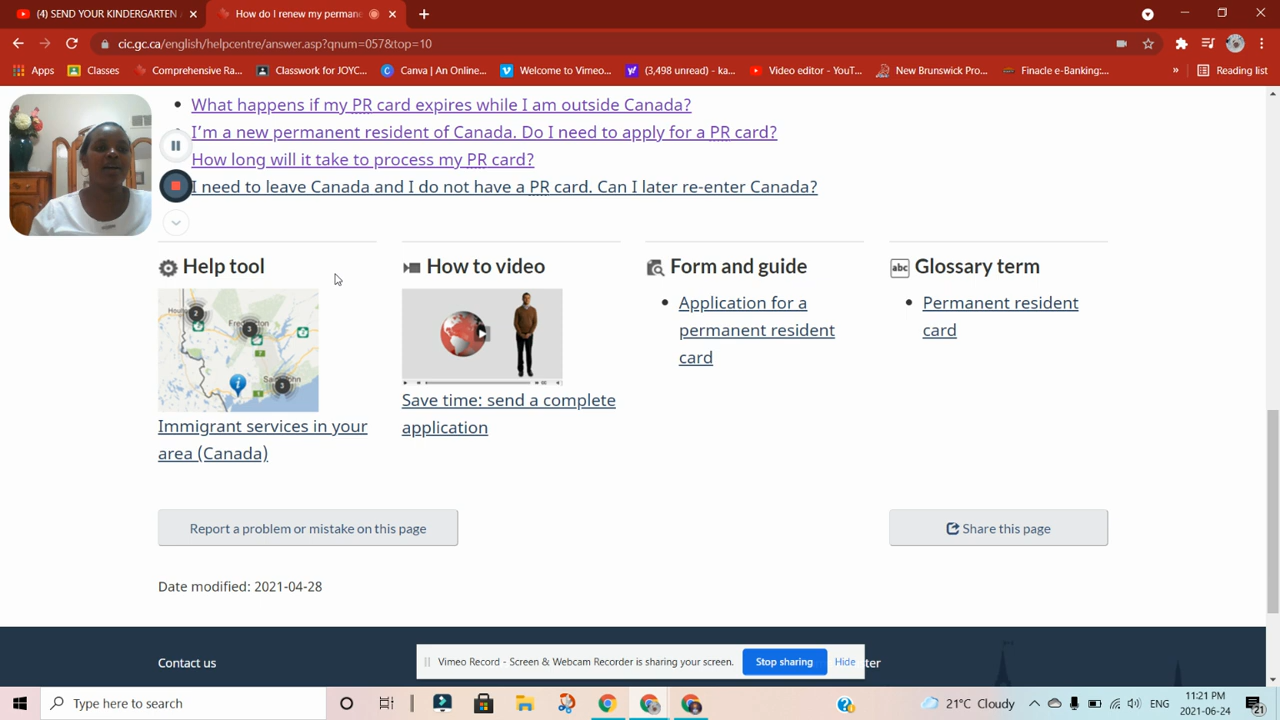 (4) SEND YOUR KINDERGARTEN
How do I renew my permane
cic.gc.ca/english/helpcentre/answer.asp?qnum=057&top=10
Apps
Classes
Comprehensive Ra...
Classwork for JOYC...
Canva | An Online...
Welcome to Vimeo...
(3,498 unread) - ka...
Video editor - YouT...
New Brunswick Pro...
Finacle e-Banking:...
»
Reading list
What happens if my PR card expires while I am outside Canada?
I'm a new permanent resident of Canada. Do I need to apply for a PR card?
How long will it take to process my PR card?
I need to leave Canada and I do not have a PR card. Can I later re-enter Canada?
Help tool
How to video
Form and guide
abc Glossary term
Immigrant services in your
area (Canada)
Save time: send a complete
application
Application for a
permanent resident
card
Permanent resident
card
Report a problem or mistake on this page
Share this page
Date modified: 2021-04-28
Contact us
Vimeo Record - Screen & Webcam Recorder is sharing your screen.
Stop sharing
Hide
Type here to search
21°C Cloudy
ENG
11:21 PM
2021-06-24
21